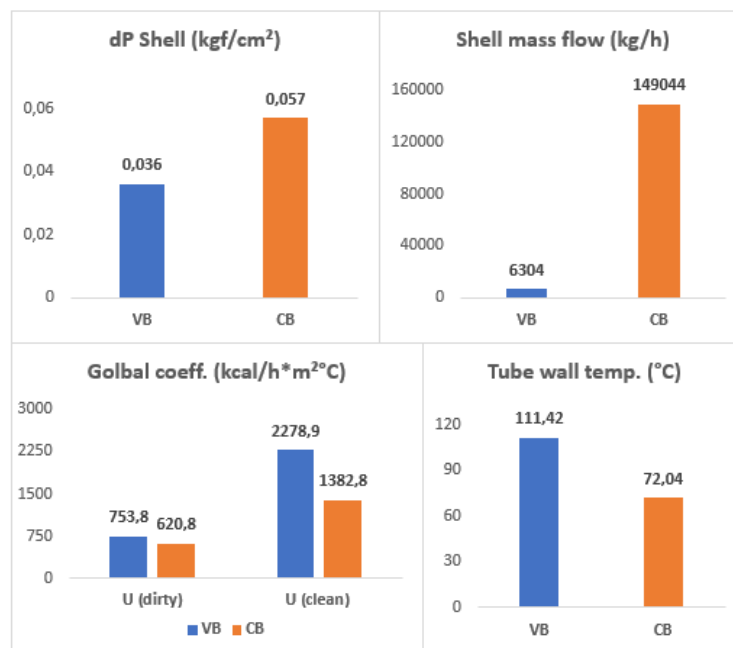 dP Shell (kgf/cm²)
0,06
0,04
0,02
0
0,036
0,057
VB
CB
Shell mass flow (kg/h)
160000
120000
80000
40000
0
6304
149044
VB
CB
Golbal coeff. (kcal/h*m²°C)
3000
2250
1500
750
0
753,8
620,8
2278,9
1382,8
U (dirty)
U (clean)
VB
CB
Tube wall temp. (°C)
120
90
60
30
0
111,42
72,04
VB
CB